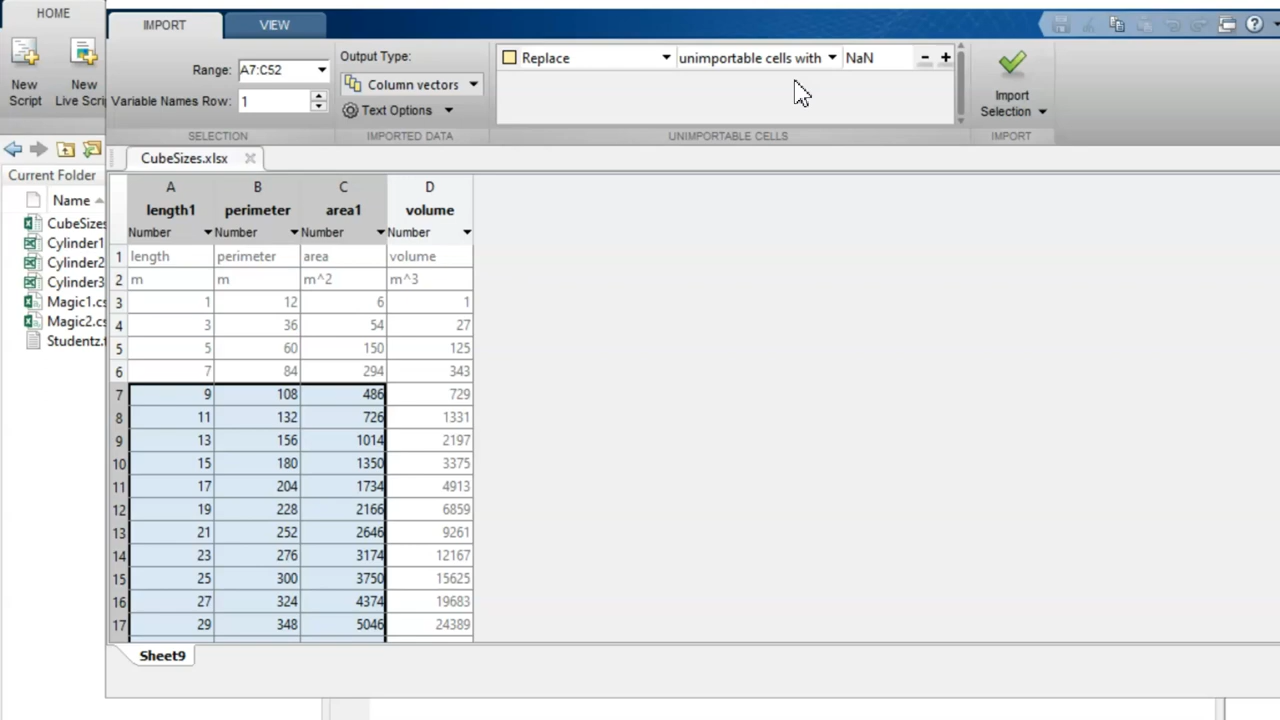 HOME
IMPORT
VIEW
New Script
New Live Scri
Range: A7:C52
Variable Names Row: 1
SELECTION
Output Type:
Column vectors
Text Options
IMPORTED DATA
Replace unimportable cells with NaN - +
UNIMPORTABLE CELLS
Import Selection
IMPORT
Current Folder
Name
CubeSizes
Cylinder1
Cylinder2
Cylinder3
Magic1.cs
Magic2.cs
Studentz.t
CubeSizes.xlsx
A B C D
length1 perimeter area1 volume
Number Number Number Number
1 length perimeter area volume
2 m m m^2 m^3
3 1 12 6 1
4 3 36 54 27
5 5 60 150 125
6 7 84 294 343
7 9 108 486 729
8 11 132 726 1331
9 13 156 1014 2197
10 15 180 1350 3375
11 17 204 1734 4913
12 19 228 2166 6859
13 21 252 2646 9261
14 23 276 3174 12167
15 25 300 3750 15625
16 27 324 4374 19683
17 29 348 5046 24389
Sheet9